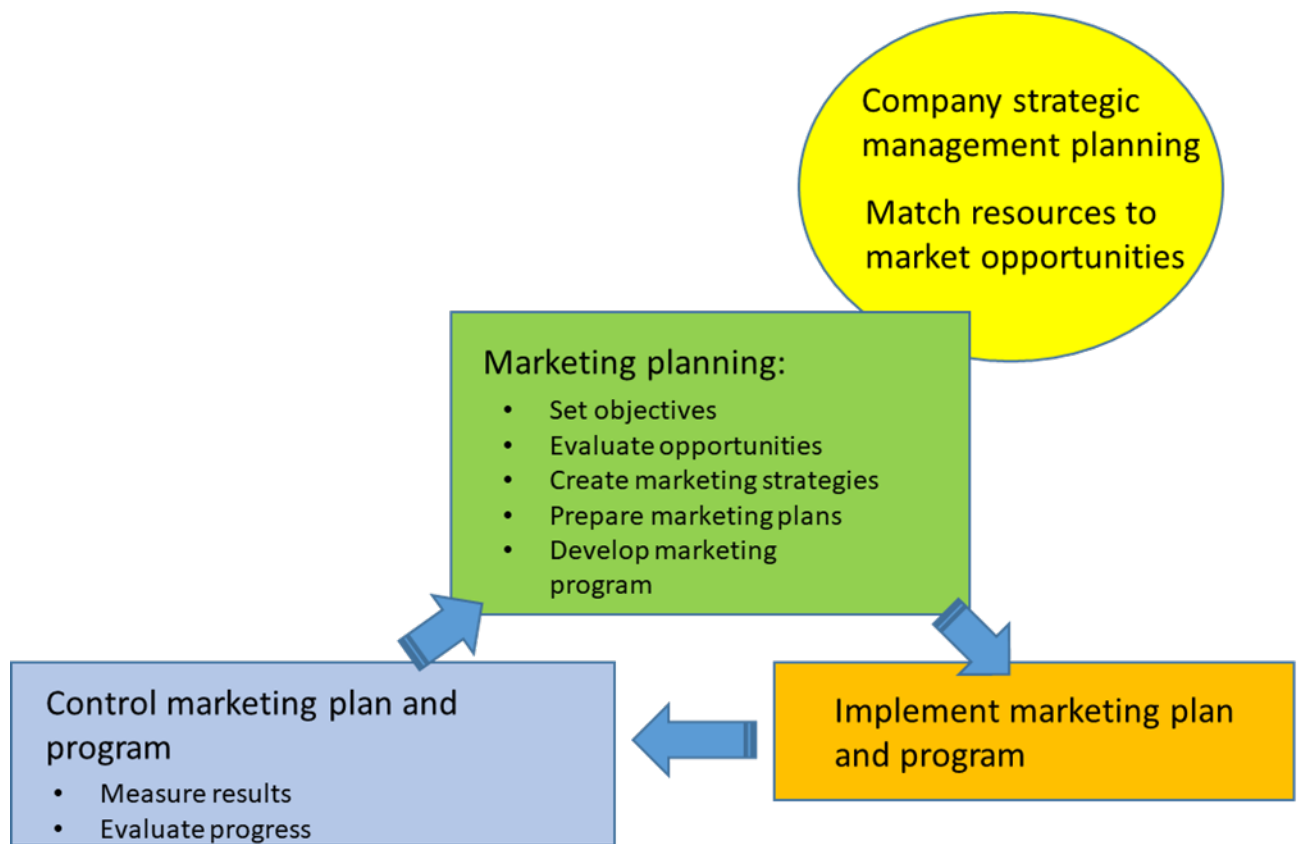 Company strategic
management planning
Match resources to
market opportunities
Marketing planning:
• Set objectives
• Evaluate opportunities
• Create marketing strategies
• Prepare marketing plans
• Develop marketing
program
Control marketing plan and
program
• Measure results
• Evaluate progress
Implement marketing plan
and program